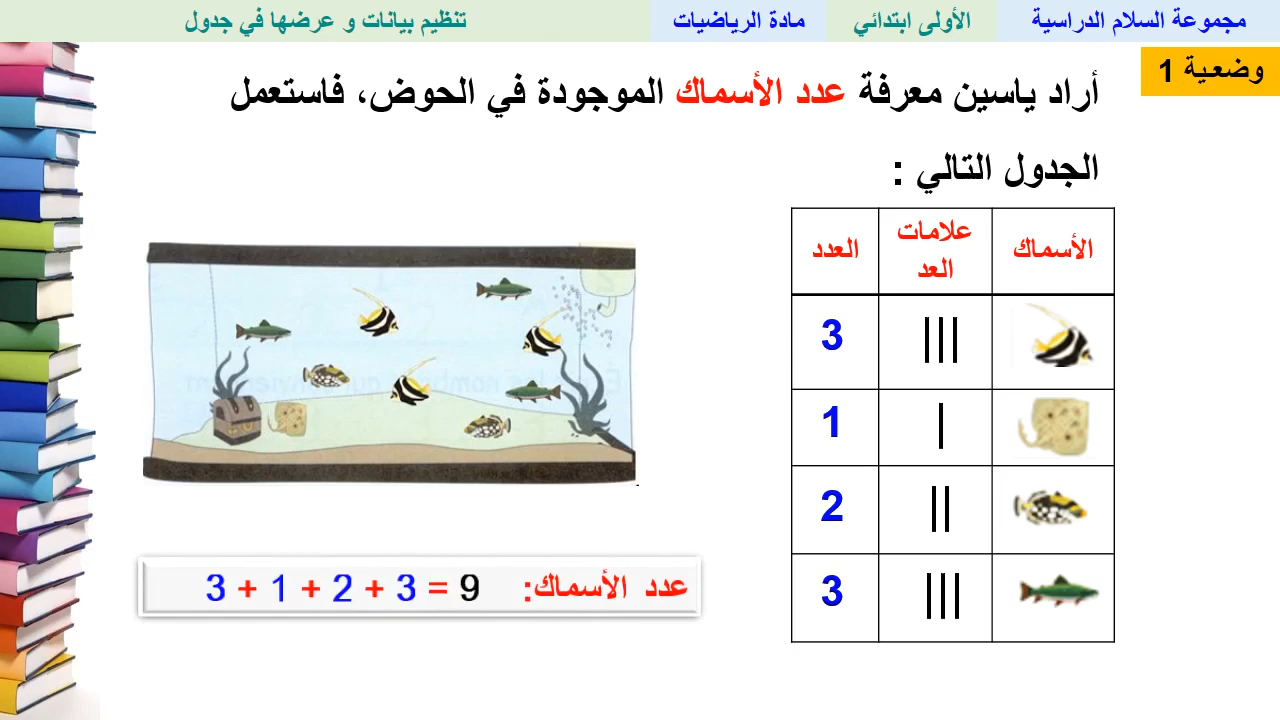 مجموعة السلام الدراسية
الأولى ابتدائي
مادة الرياضيات
تنظيم بيانات و عرضها في جدول
وضعية 1
أراد ياسين معرفة عدد الأسماك الموجودة في الحوض، فاستعمل
الجدول التالي :
الأسماك
علامات
العد
العدد
3
1
2
3
عدد الأسماك: 3 + 1 + 2 + 3 = 9